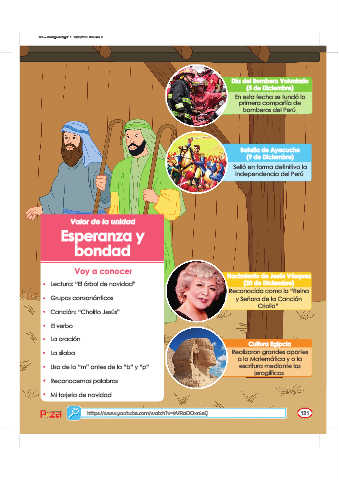 Día del Bombero Voluntario
(5 de Diciembre)
En esta fecha se fundó la
primera compañía de
bomberos del Perú
Batalla de Ayacucho
(9 de Diciembre)
Selló en forma definitiva la
independencia del Perú
Valor de la unidad
Esperanza y
bondad
Voy a conocer
• Lectura: "El árbol de navidad"
• Grupos consonánticos
• Canción: "Cholito Jesús"
• El verbo
• La oración
• La sílaba
• Uso de la "m" antes de la "b" y "p"
• Reconocemos palabras
• Mi tarjeta de navidad
Nacimiento de Jesús Vásquez
(20 de Diciembre)
Reconocida como la "Reina
y Señora de la Canción
Criolla"
Cultura Egipcia
Realizaron grandes aportes
a la Matemática y a la
escritura mediante los
jeroglíficos
131